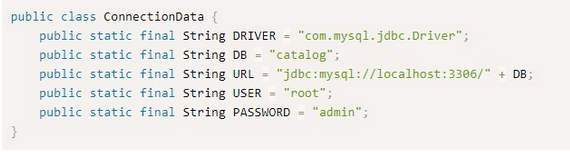 public class ConnectionData {
    public static final String DRIVER = "com.mysql.jdbc.Driver";
    public static final String DB = "catalog";
    public static final String URL = "jdbc:mysql://localhost:3306/" + DB;
    public static final String USER = "root";
    public static final String PASSWORD = "admin";
}